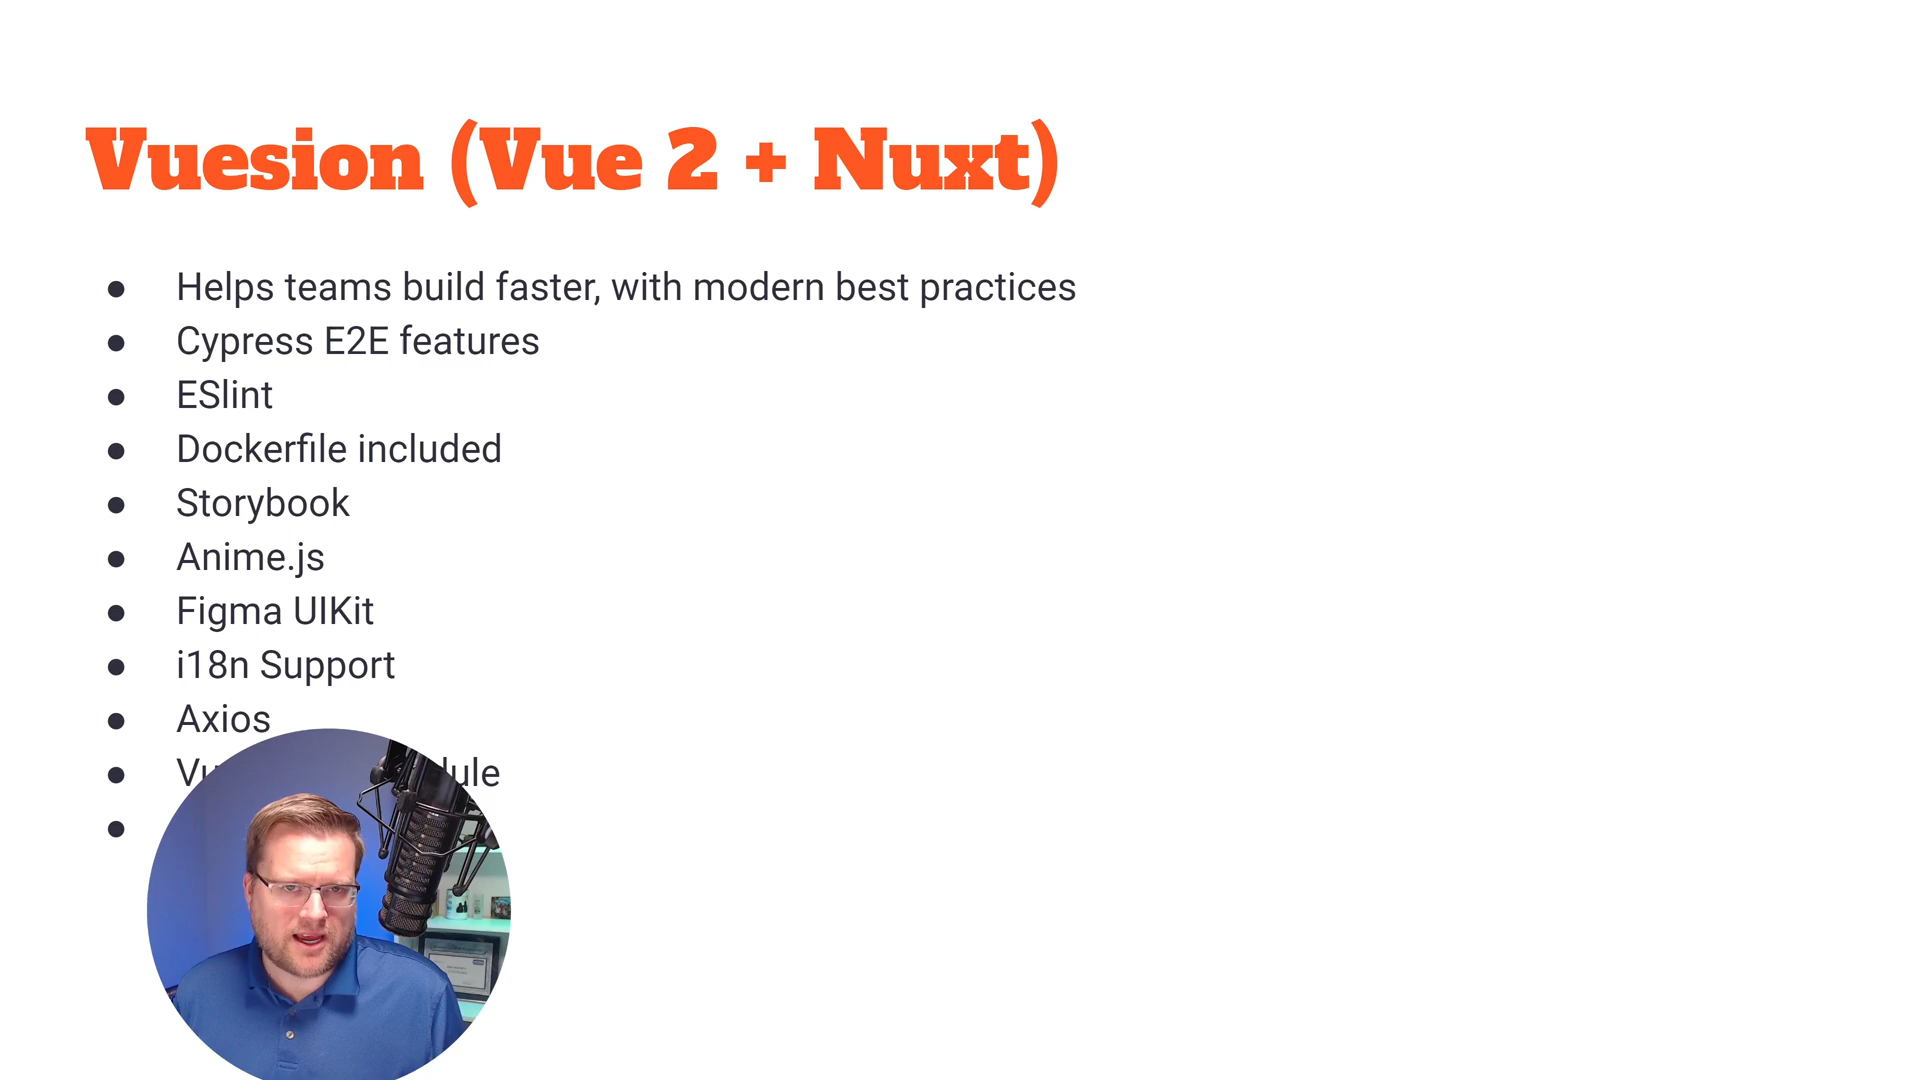 Vuesion (Vue 2 + Nuxt)
● Helps teams build faster, with modern best practices
● Cypress E2E features
● ESlint
● Dockerfile included
● Storybook
● Anime.js
● Figma UIKit
● i18n Support
● Axios
●
●